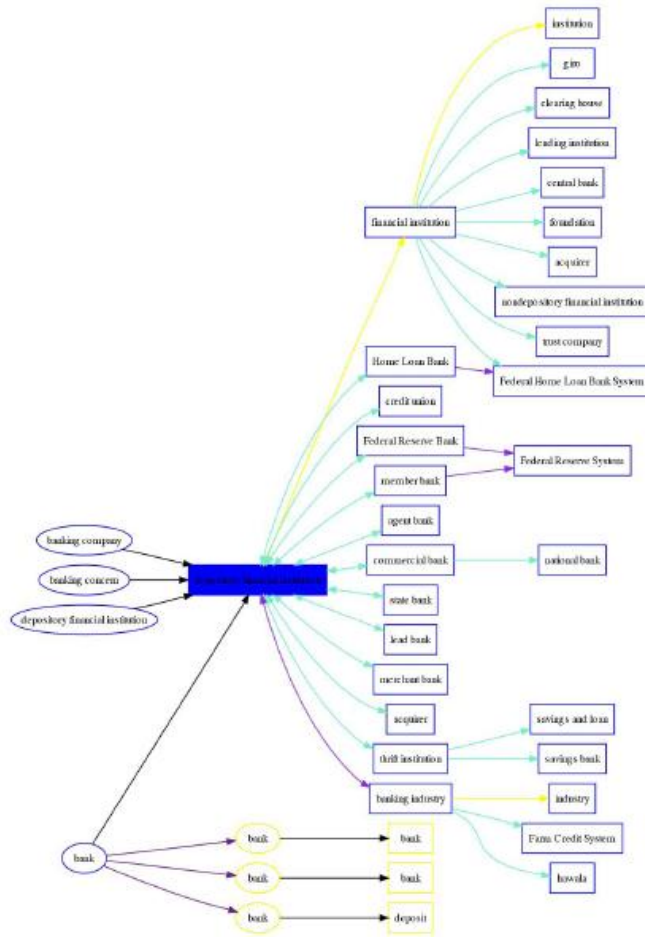 institution
giro
clearing house
lending institution
central bank
foundation
financial institution
acquirer
nondepository financial institution
trust company
Home Loan Bank
Federal Home Loan Bank System
credit union
Federal Reserve Bank
Federal Reserve System
member bank
agent bank
banking company
commercial bank
national bank
banking concern
depository financial institution
state bank
depository financial institution
lead bank
merchant bank
acquirer
savings and loan
thrift institution
savings bank
banking industry
industry
Farm Credit System
bank
bank
bank
hawala
bank
bank
bank
deposit